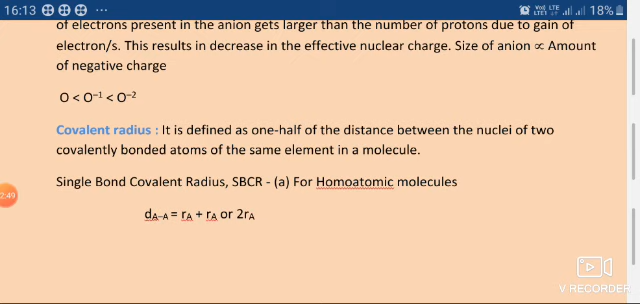 16:13 ... Vo) LTE LTE1 18%
of electrons present in the anion gets larger than the number of protons due to gain of
electron/s. This results in decrease in the effective nuclear charge. Size of anion ∝ Amount
of negative charge
O < O⁻¹ < O⁻²
Covalent radius : It is defined as one-half of the distance between the nuclei of two
covalently bonded atoms of the same element in a molecule.
Single Bond Covalent Radius, SBCR - (a) For Homoatomic molecules
2:49
dA–A = rA + rA or 2rA
V RECORDER